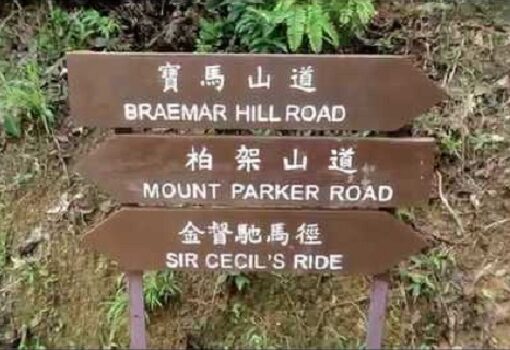 寶馬山道
BRAEMAR HILL ROAD
柏架山道
MOUNT PARKER ROAD
金督馳馬徑
SIR CECIL'S RIDE